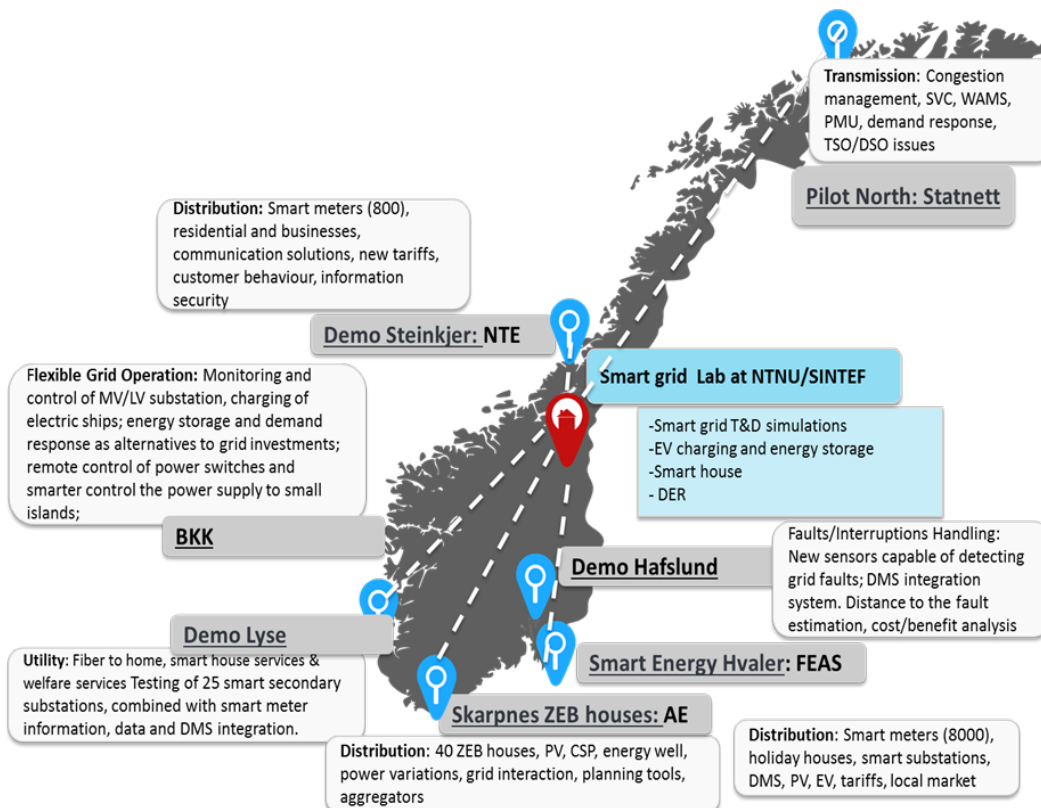 Transmission: Congestion
management, SVC, WAMS,
PMU, demand response,
TSO/DSO issues
Pilot North: Statnett
Distribution: Smart meters (800),
residential and businesses,
communication solutions, new tariffs,
customer behaviour, information
security
Demo Steinkjer: NTE
Smart grid Lab at NTNU/SINTEF
-Smart grid T&D simulations
-EV charging and energy storage
-Smart house
- DER
Flexible Grid Operation: Monitoring and
control of MV/LV substation, charging of
electric ships; energy storage and demand
response as alternatives to grid investments;
remote control of power switches and
smarter control the power supply to small
islands;
BKK
Demo Hafslund
Faults/Interruptions Handling:
New sensors capable of detecting
grid faults; DMS integration
system. Distance to the fault
estimation, cost/benefit analysis
Demo Lyse
Utility: Fiber to home, smart house services &
welfare services Testing of 25 smart secondary
substations, combined with smart meter
information, data and DMS integration.
Smart Energy Hvaler: FEAS
Skarpnes ZEB houses: AE
Distribution: 40 ZEB houses, PV, CSP, energy well,
power variations, grid interaction, planning tools,
aggregators
Distribution: Smart meters (8000),
holiday houses, smart substations,
DMS, PV, EV, tariffs, local market